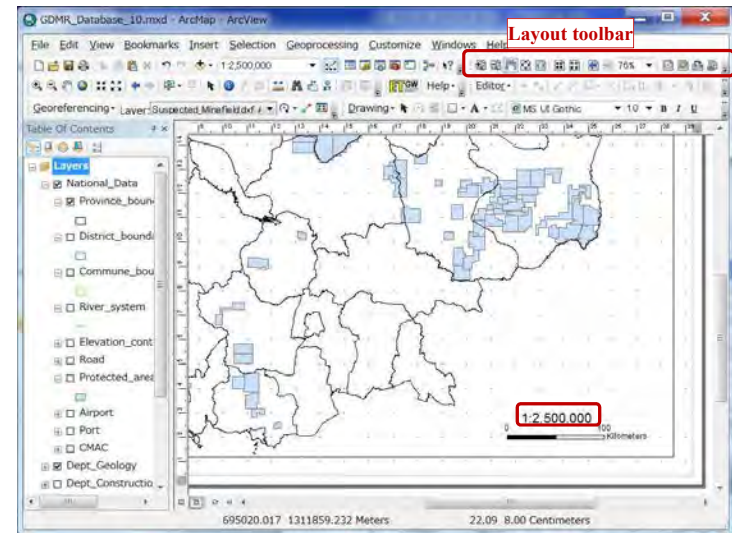 GDMR_Database_10.mxd - ArcMap - ArcView
Layout toolbar
File Edit View Bookmarks Insert Selection Geoprocessing Customize Windows Help
1:2,500,000
76%
Help
Editor
Georeferencing Layer: Suspected_Minefield.dxf
Drawing
A
MS UI Gothic
10
B I U
Table Of Contents
Layers
National_Data
Province_boun
District_bounda
Commune_bou
River_system
Elevation_cont
Road
Protected_area
Airport
Port
CMAC
Dept_Geology
Dept_Constructio
1:2.500.000
0 100
Kilometers
695020.017 1311859.232 Meters
22.09 8.00 Centimeters